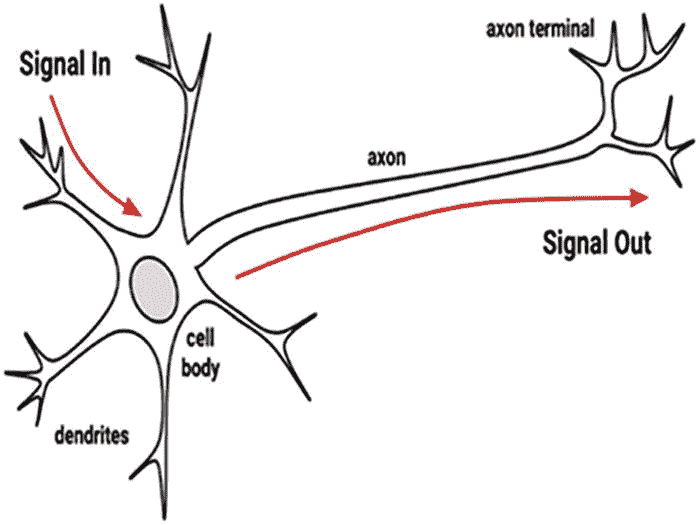 axon terminal
Signal In
axon
Signal Out
cell
body
dendrites